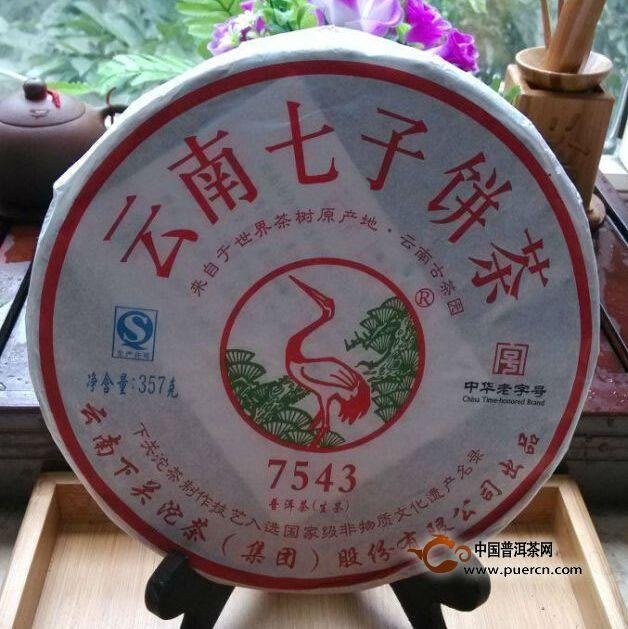 云南七子饼茶
来自于世界茶树原产地·云南古茶园
®
生产许可
净含量:357克
中华老字号
China Time-honored Brand
7543
普洱茶(生茶)
下关沱茶制作技艺入选国家级非物质文化遗产名录
云南下关沱茶(集团)股份有限公司出品
中国普洱茶网
www.puercn.com